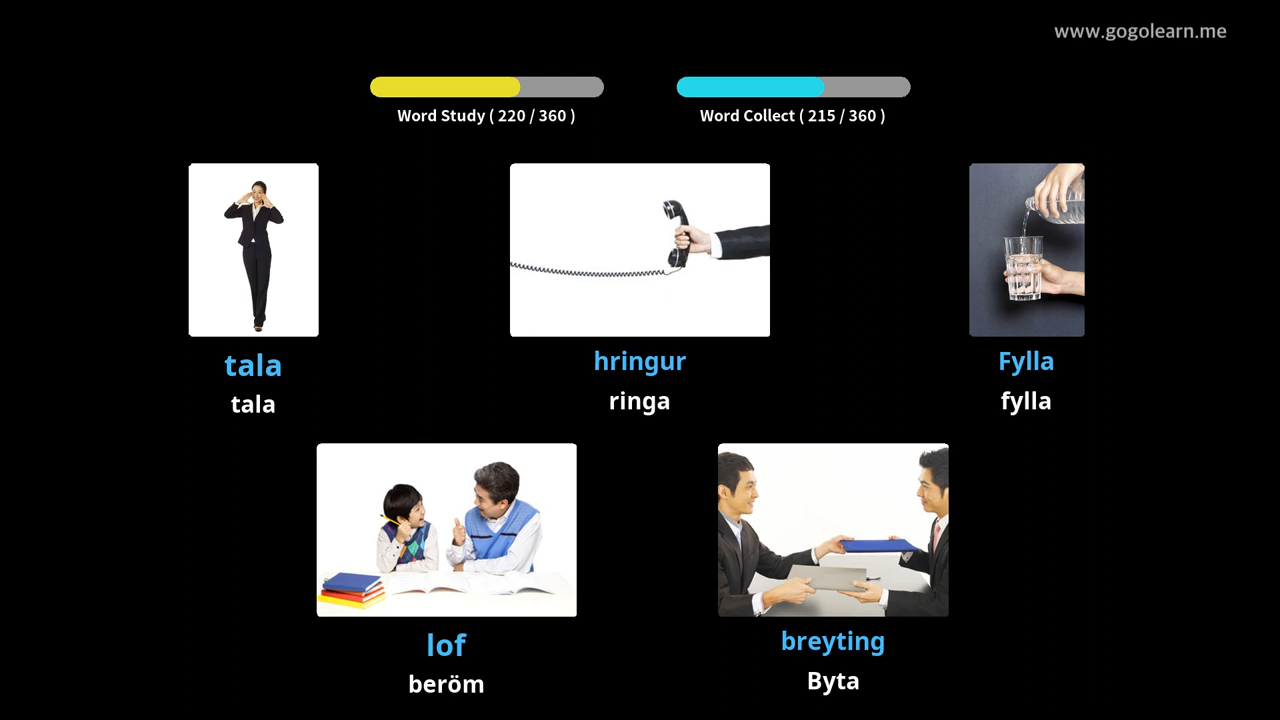 www.gogolearn.me
Word Study ( 220 / 360 )
Word Collect ( 215 / 360 )
tala
tala
hringur
ringa
Fylla
fylla
lof
beröm
breyting
Byta